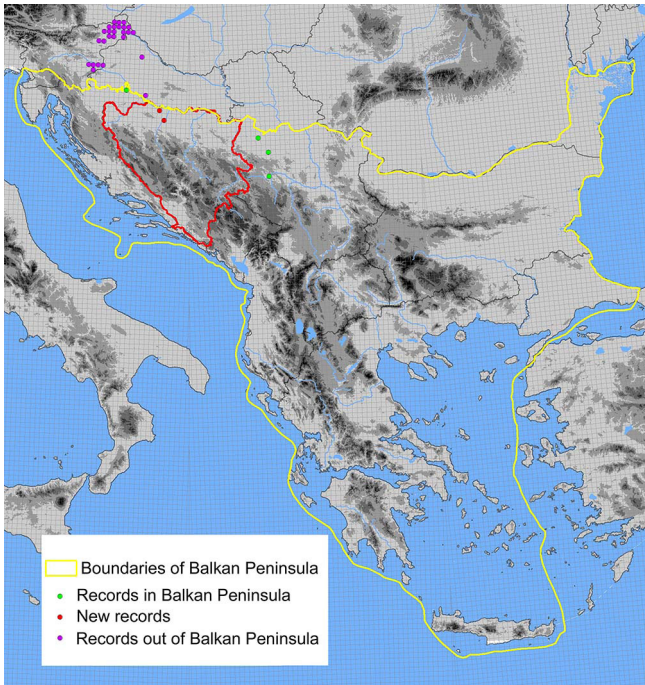 Boundaries of Balkan Peninsula
Records in Balkan Peninsula
New records
Records out of Balkan Peninsula